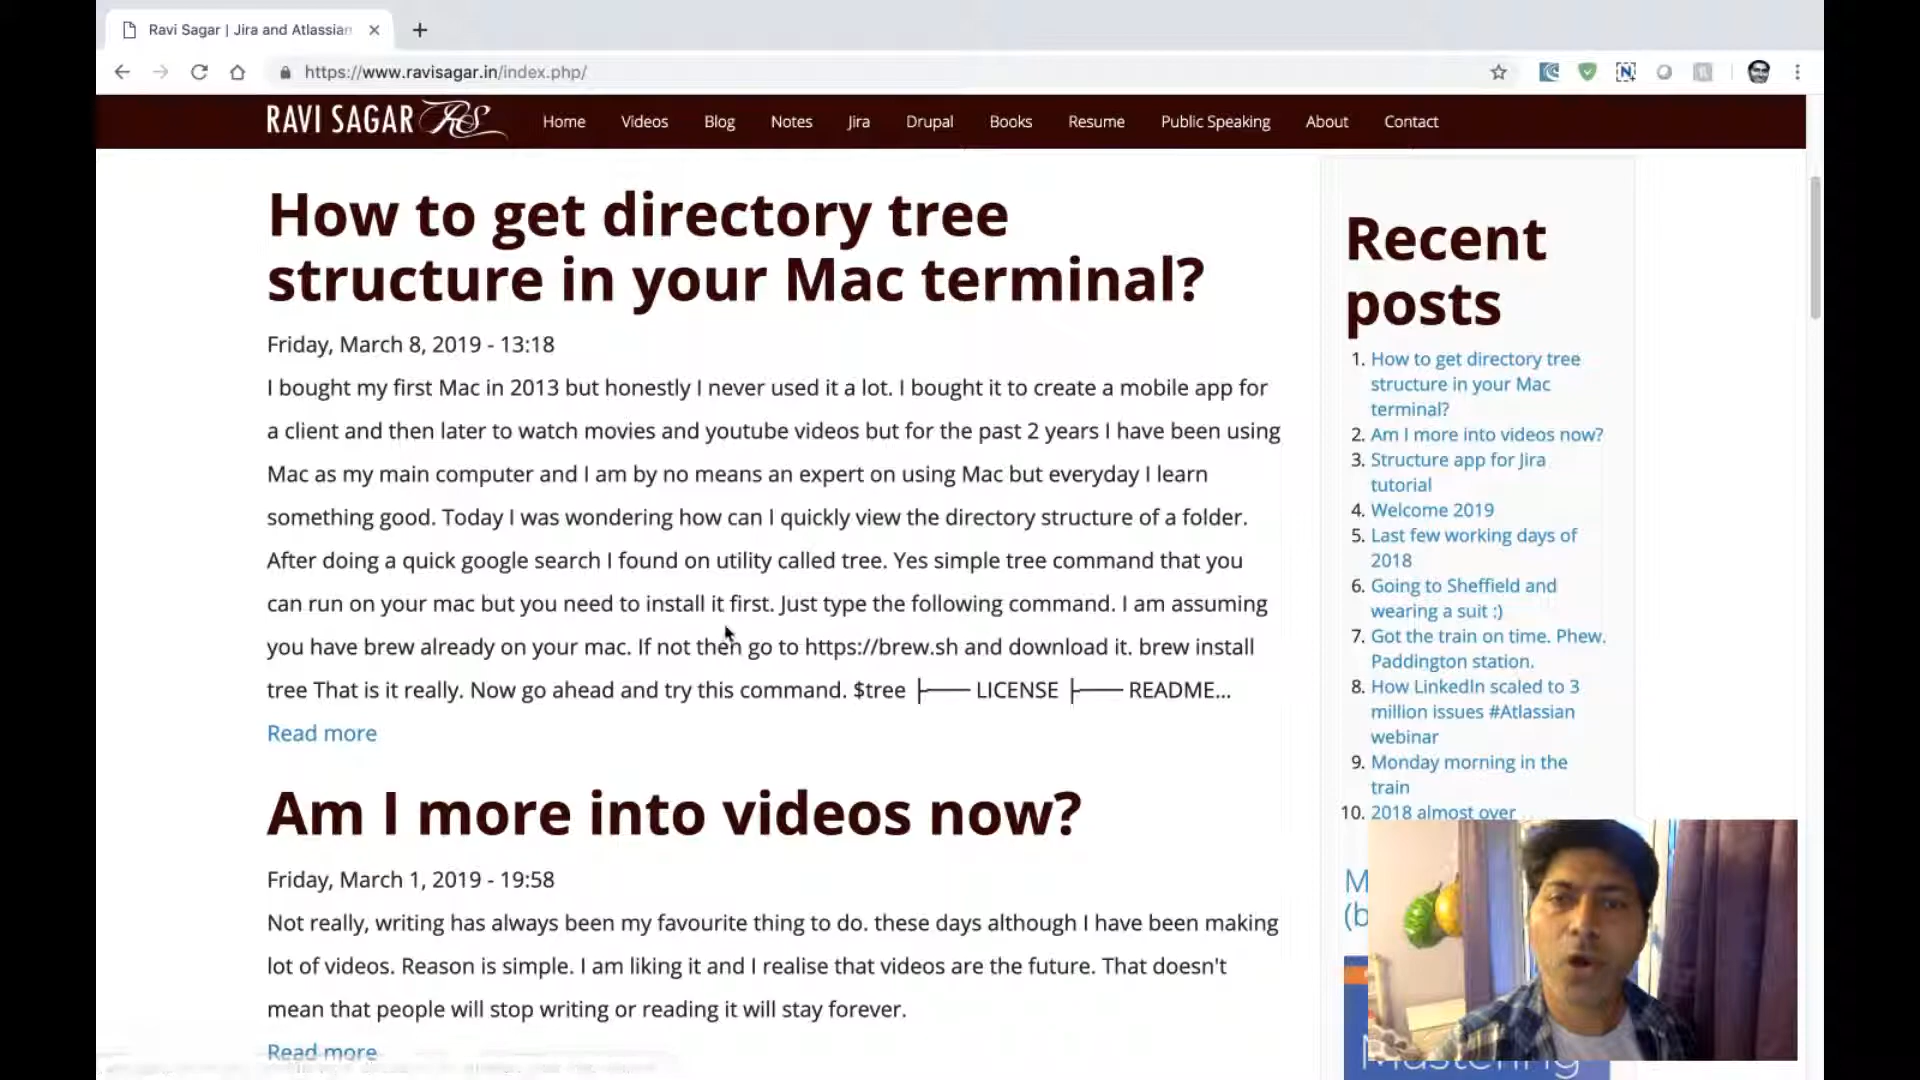 Ravi Sagar | Jira and Atlassian
https://www.ravisagar.in/index.php/
RAVI SAGAR RS
Home Videos Blog Notes Jira Drupal Books Resume Public Speaking About Contact
How to get directory tree
structure in your Mac terminal?
Friday, March 8, 2019 - 13:18
I bought my first Mac in 2013 but honestly I never used it a lot. I bought it to create a mobile app for
a client and then later to watch movies and youtube videos but for the past 2 years I have been using
Mac as my main computer and I am by no means an expert on using Mac but everyday I learn
something good. Today I was wondering how can I quickly view the directory structure of a folder.
After doing a quick google search I found on utility called tree. Yes simple tree command that you
can run on your mac but you need to install it first. Just type the following command. I am assuming
you have brew already on your mac. If not then go to https://brew.sh and download it. brew install
tree That is it really. Now go ahead and try this command. $tree ├── LICENSE ├── README...
Read more
Am I more into videos now?
Friday, March 1, 2019 - 19:58
Not really, writing has always been my favourite thing to do. these days although I have been making
lot of videos. Reason is simple. I am liking it and I realise that videos are the future. That doesn't
mean that people will stop writing or reading it will stay forever.
Read more
Recent
posts
1. How to get directory tree
structure in your Mac
terminal?
2. Am I more into videos now?
3. Structure app for Jira
tutorial
4. Welcome 2019
5. Last few working days of
2018
6. Going to Sheffield and
wearing a suit :)
7. Got the train on time. Phew.
Paddington station.
8. How LinkedIn scaled to 3
million issues #Atlassian
webinar
9. Monday morning in the
train
10. 2018 almost over
Mastering